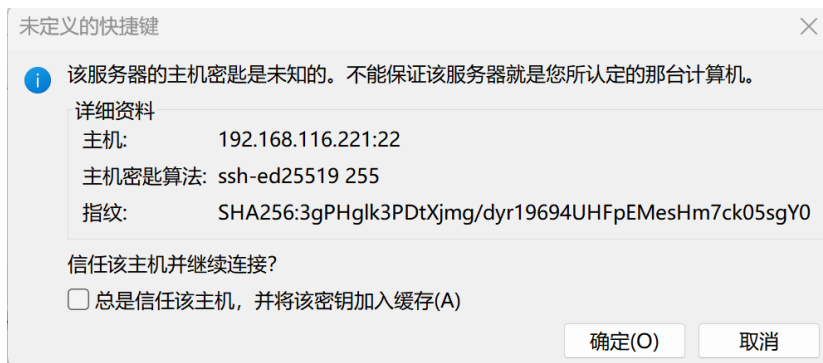 未定义的快捷键
该服务器的主机密匙是未知的。不能保证该服务器就是您所认定的那台计算机。
详细资料
主机: 192.168.116.221:22
主机密匙算法: ssh-ed25519 255
指纹: SHA256:3gPHglk3PDtXjmg/dyr19694UHFpEMesHm7ck05sgY0
信任该主机并继续连接?
总是信任该主机，并将该密钥加入缓存(A)
确定(O) 取消